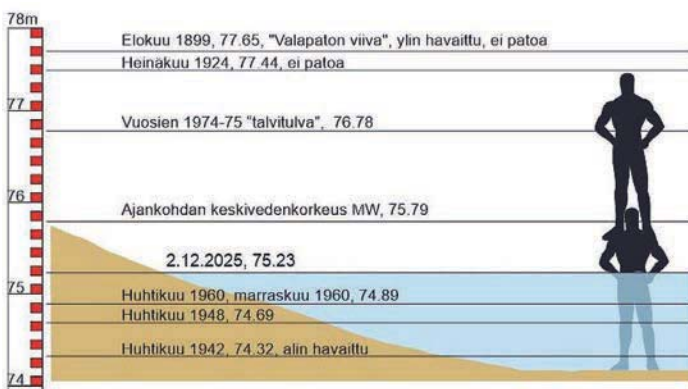 78m
Elokuu 1899, 77.65, "Valapaton viiva", ylin havaittu, ei patoa
Heinäkuu 1924, 77.44, ei patoa
77
Vuosien 1974-75 "talvitulva", 76.78
76
Ajankohdan keskivedenkorkeus MW, 75.79
2.12.2025, 75.23
75
Huhtikuu 1960, marraskuu 1960, 74.89
Huhtikuu 1948, 74.69
Huhtikuu 1942, 74.32, alin havaittu
74